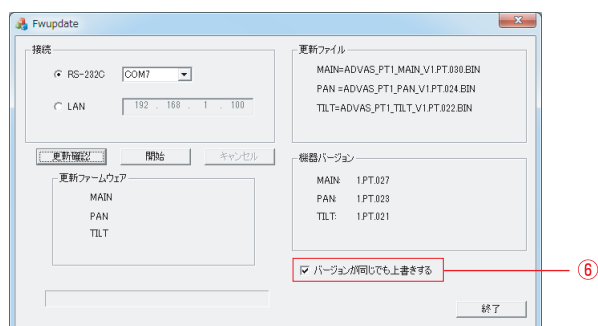 Fwupdate
接続
RS-232C COM7
LAN 192 . 168 . 1 . 100
更新確認 開始 キャンセル
更新ファームウェア
MAIN
PAN
TILT
更新ファイル
MAIN=ADVAS_PT1_MAIN_V1.PT.030.BIN
PAN =ADVAS_PT1_PAN_V1.PT.024.BIN
TILT=ADVAS_PT1_TILT_V1.PT.022.BIN
機器バージョン
MAIN: 1.PT.027
PAN: 1.PT.023
TILT: 1.PT.021
バージョンが同じでも上書きする
⑥
終了